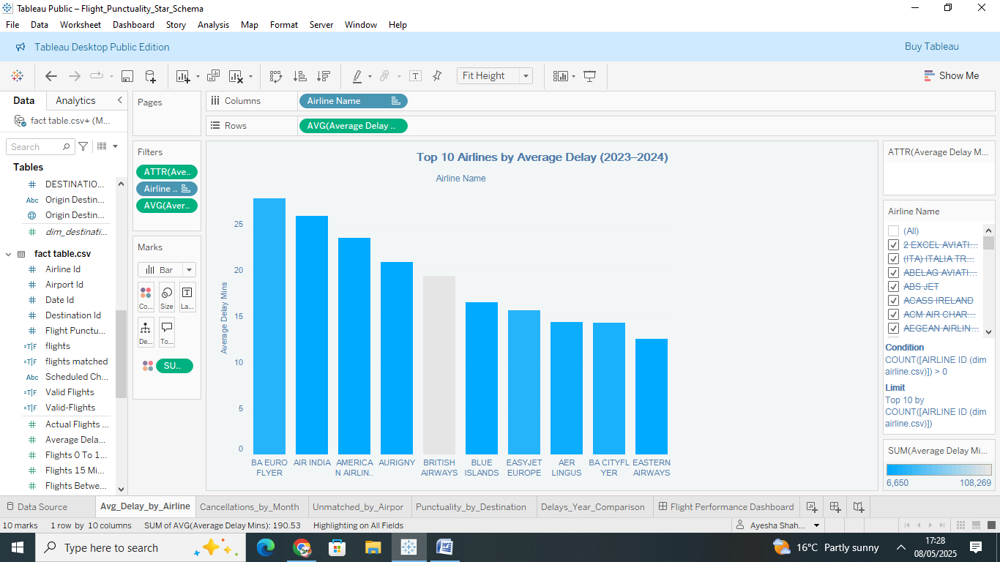 Tableau Public – Flight_Punctuality_Star_Schema
File Data Worksheet Dashboard Story Analysis Map Format Server Window Help
Tableau Desktop Public Edition
Buy Tableau
Fit Height
Show Me
Data
Analytics
fact table.csv+ (M...
Search
Tables
DESTINATIO...
Abc Origin Destin...
Origin Destin...
dim_destinati...
fact table.csv
Airline Id
Airport Id
Date Id
Destination Id
Flight Punctu...
=T|F flights
=T|F flights matched
Abc Scheduled Ch...
=T|F Valid Flights
=T|F Valid-Flights
Actual Flights ...
Average Dela...
Flights 0 To 1...
Flights 15 Mi...
Flights Betwe...
Pages
Filters
ATTR(Ave..
Airline ..
AVG(Aver..
Marks
Bar
Co...
Size
La...
De...
To...
SU..
Columns
Airline Name
Rows
AVG(Average Delay ..
Top 10 Airlines by Average Delay (2023–2024)
Airline Name
Average Delay Mins
25
20
15
10
5
0
BA EURO
FLYER
AIR INDIA
AMERICA
N AIRLIN..
AURIGNY
BRITISH
AIRWAYS
BLUE
ISLANDS
EASYJET
EUROPE
AER
LINGUS
BA CITYFL
YER
EASTERN
AIRWAYS
ATTR(Average Delay M...
Airline Name
(All)
2 EXCEL AVIATI...
(ITA) ITALIA TR...
ABELAG AVIATI...
ABS JET
ACASS IRELAND
ACM AIR CHAR...
AEGEAN AIRLIN...
Condition
COUNT([AIRLINE ID (dim
airline.csv)]) > 0
Limit
Top 10 by
COUNT([AIRLINE ID (dim
airline.csv)])
SUM(Average Delay Mi...
6,650 108,269
Data Source
Avg_Delay_by_Airline
Cancellations_by_Month
Unmatched_by_Airpor
Punctuality_by_Destination
Delays_Year_Comparison
Flight Performance Dashboard
10 marks 1 row by 10 columns SUM of AVG(Average Delay Mins): 190.53 Highlighting on All Fields
Ayesha Shah...
Type here to search
16°C Partly sunny
17:28
08/05/2025